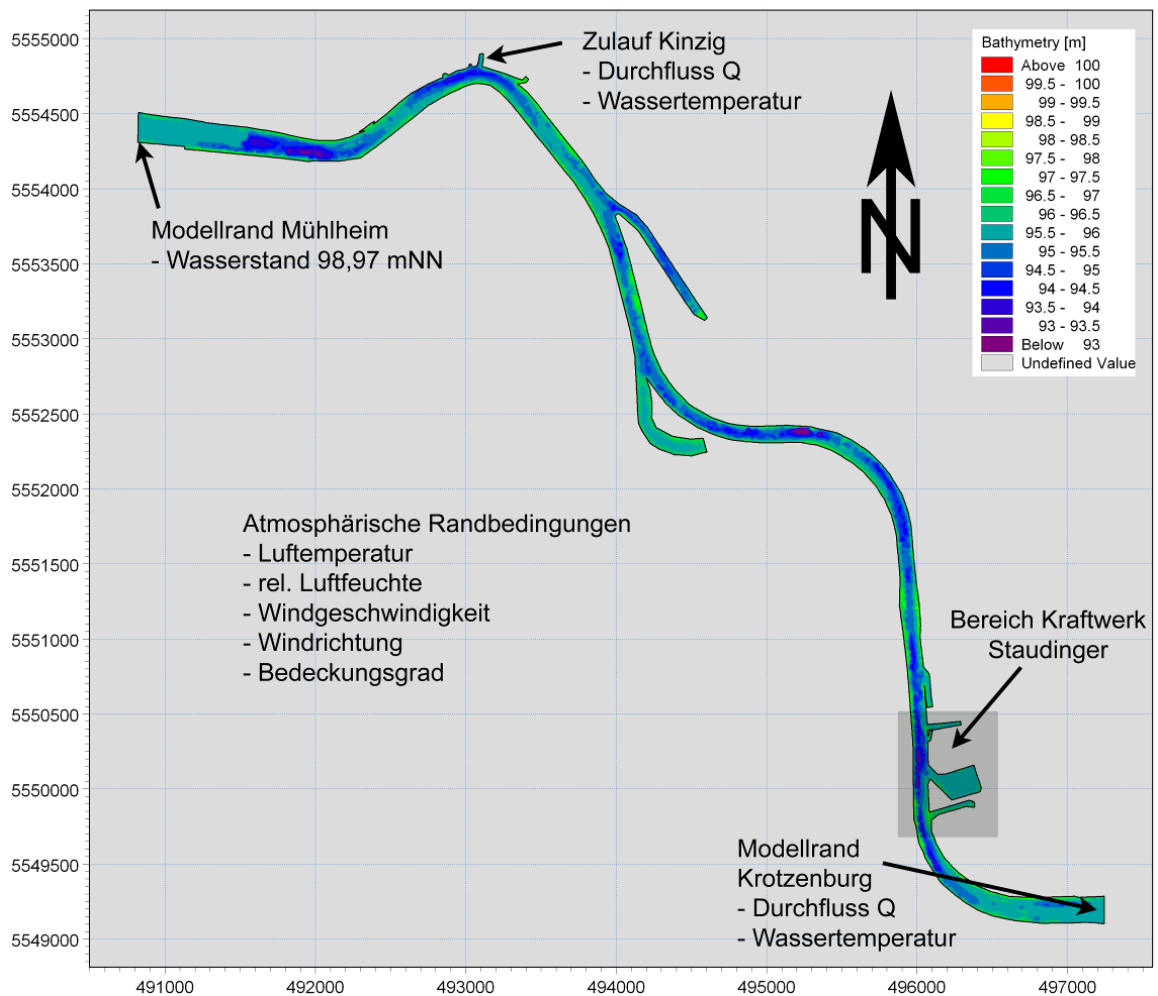 5555000
5554500
5554000
5553500
5553000
5552500
5552000
5551500
5551000
5550500
5550000
5549500
5549000
491000
492000
493000
494000
495000
496000
497000
Zulauf Kinzig
- Durchfluss Q
- Wassertemperatur
Modellrand Mühlheim
- Wasserstand 98,97 mNN
Bathymetry [m]
Above 100
99.5 - 100
99 - 99.5
98.5 - 99
98 - 98.5
97.5 - 98
97 - 97.5
96.5 - 97
96 - 96.5
95.5 - 96
95 - 95.5
94.5 - 95
94 - 94.5
93.5 - 94
93 - 93.5
Below 93
Undefined Value
N
Atmosphärische Randbedingungen
- Luftemperatur
- rel. Luftfeuchte
- Windgeschwindigkeit
- Windrichtung
- Bedeckungsgrad
Bereich Kraftwerk
Staudinger
Modellrand
Krotzenburg
- Durchfluss Q
- Wassertemperatur